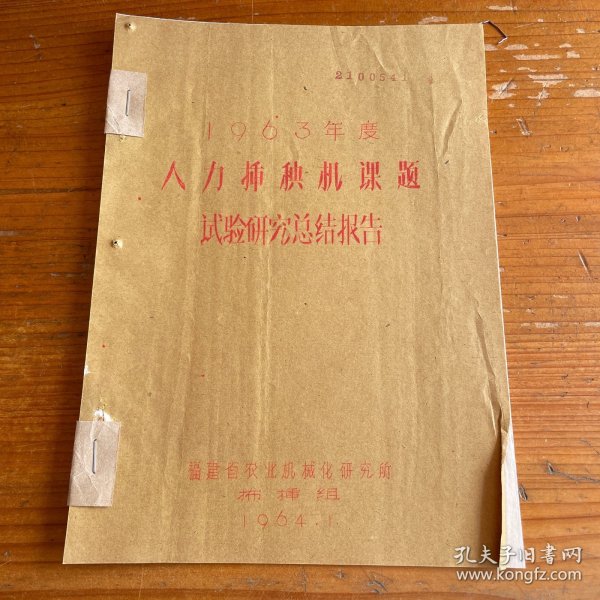 2100541
1963年度
人力插秧机课题
试验研究总结报告
福建省农业机械化研究所
插组
1964.1
孔夫子旧書网
www.kongfz.com